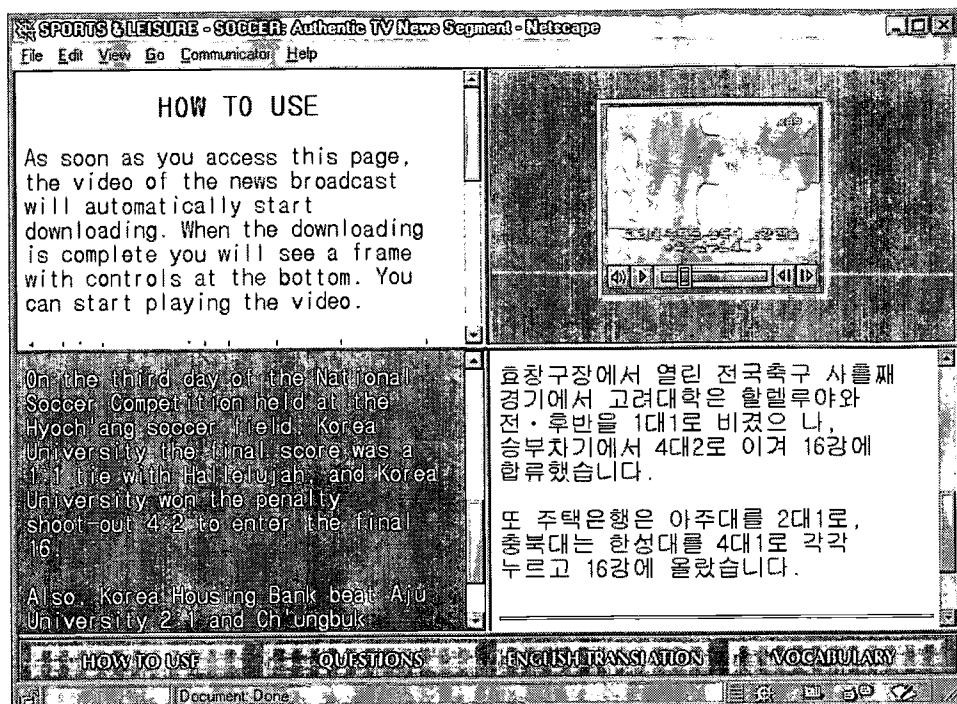 SPORTS & LEISURE - SOCCER: Authentic TV News Segment - Netscape
File Edit View Go Communicator Help
HOW TO USE
As soon as you access this page,
the video of the news broadcast
will automatically start
downloading. When the downloading
is complete you will see a frame
with controls at the bottom. You
can start playing the video.
On the third day of the National
Soccer Competition held at the
Hyoch'ang soccer field, Korea
University the final score was a
1:1 tie with Hallelujah, and Korea
University won the penalty
shoot-out 4:2 to enter the final
16.
Also, Korea Housing Bank beat Aju
University 2:1 and Ch'ungbuk
효창구장에서 열린 전국축구 사흘째
경기에서 고려대학은 할렐루야와
전·후반을 1대1로 비겼으 나,
승부차기에서 4대2로 이겨 16강에
합류했습니다.
또 주택은행은 아주대를 2대1로,
충북대는 한성대를 4대1로 각각
누르고 16강에 올랐습니다.
HOW TO USE QUESTIONS ENGLISH TRANSLATION VOCABULARY
Document: Done